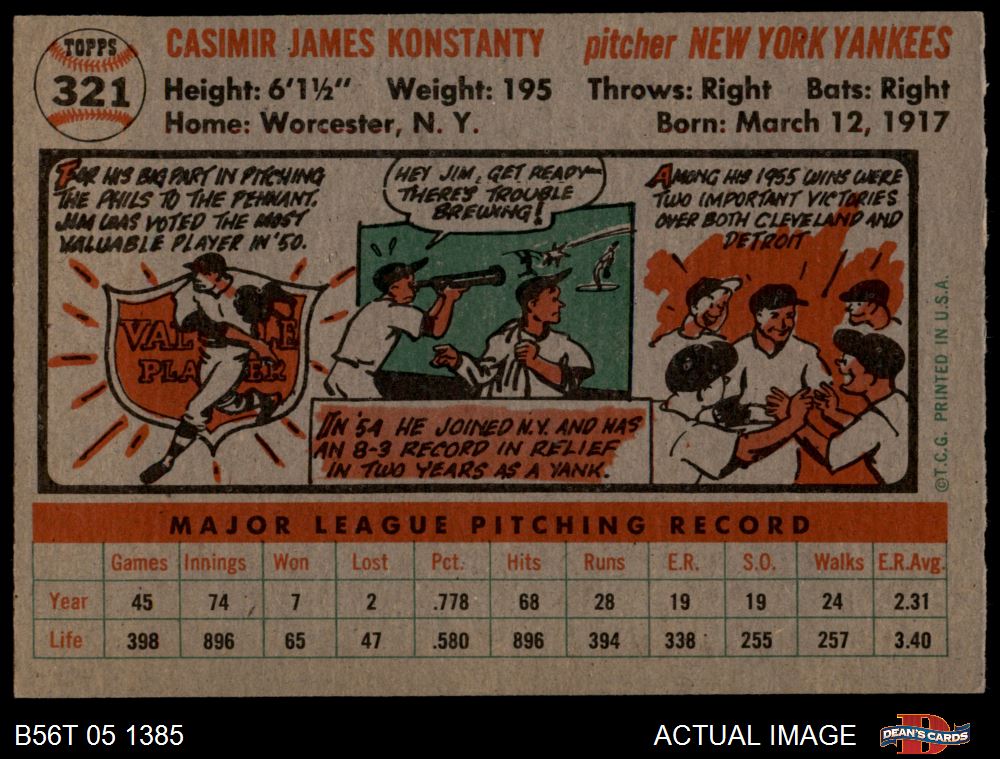 TOPPS
321
CASIMIR JAMES KONSTANTY pitcher NEW YORK YANKEES
Height: 6'1½" Weight: 195 Throws: Right Bats: Right
Home: Worcester, N. Y. Born: March 12, 1917
FOR HIS BIG PART IN PITCHING
THE PHILS TO THE PENNANT,
JIM WAS VOTED THE MOST
VALUABLE PLAYER IN '50.
VAL LE
PLA ER
HEY JIM, GET READY—
THERE'S TROUBLE
BREWING!
IN '54 HE JOINED N.Y. AND HAS
AN 8-3 RECORD IN RELIEF
IN TWO YEARS AS A YANK.
AMONG HIS 1955 WINS WERE
TWO IMPORTANT VICTORIES
OVER BOTH CLEVELAND AND
DETROIT
©T.C.G. PRINTED IN U.S.A.
MAJOR LEAGUE PITCHING RECORD
Games Innings Won Lost Pct. Hits Runs E.R. S.O. Walks E.R.Avg.
Year 45 74 7 2 .778 68 28 19 19 24 2.31
Life 398 896 65 47 .580 896 394 338 255 257 3.40
B56T 05 1385 ACTUAL IMAGE D DEAN'S CARDS